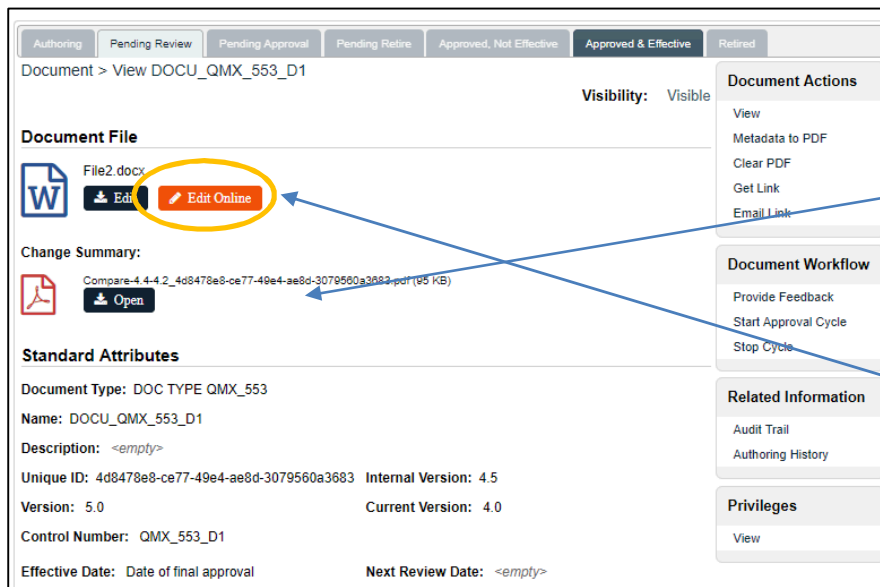 Authoring Pending Review Pending Approval Pending Retire Approved, Not Effective Approved & Effective Retired
Document > View DOCU_QMX_553_D1
Visibility: Visible
Document File
File2.docx
Edit Edit Online
Change Summary:
Compare-4.4-4.2_4d8478e8-ce77-49e4-ae8d-3079560a3683.pdf (95 KB)
Open
Standard Attributes
Document Type: DOC TYPE QMX_553
Name: DOCU_QMX_553_D1
Description: <empty>
Unique ID: 4d8478e8-ce77-49e4-ae8d-3079560a3683 Internal Version: 4.5
Version: 5.0 Current Version: 4.0
Control Number: QMX_553_D1
Effective Date: Date of final approval Next Review Date: <empty>
Document Actions
View
Metadata to PDF
Clear PDF
Get Link
Email Link
Document Workflow
Provide Feedback
Start Approval Cycle
Stop Cycle
Related Information
Audit Trail
Authoring History
Privileges
View